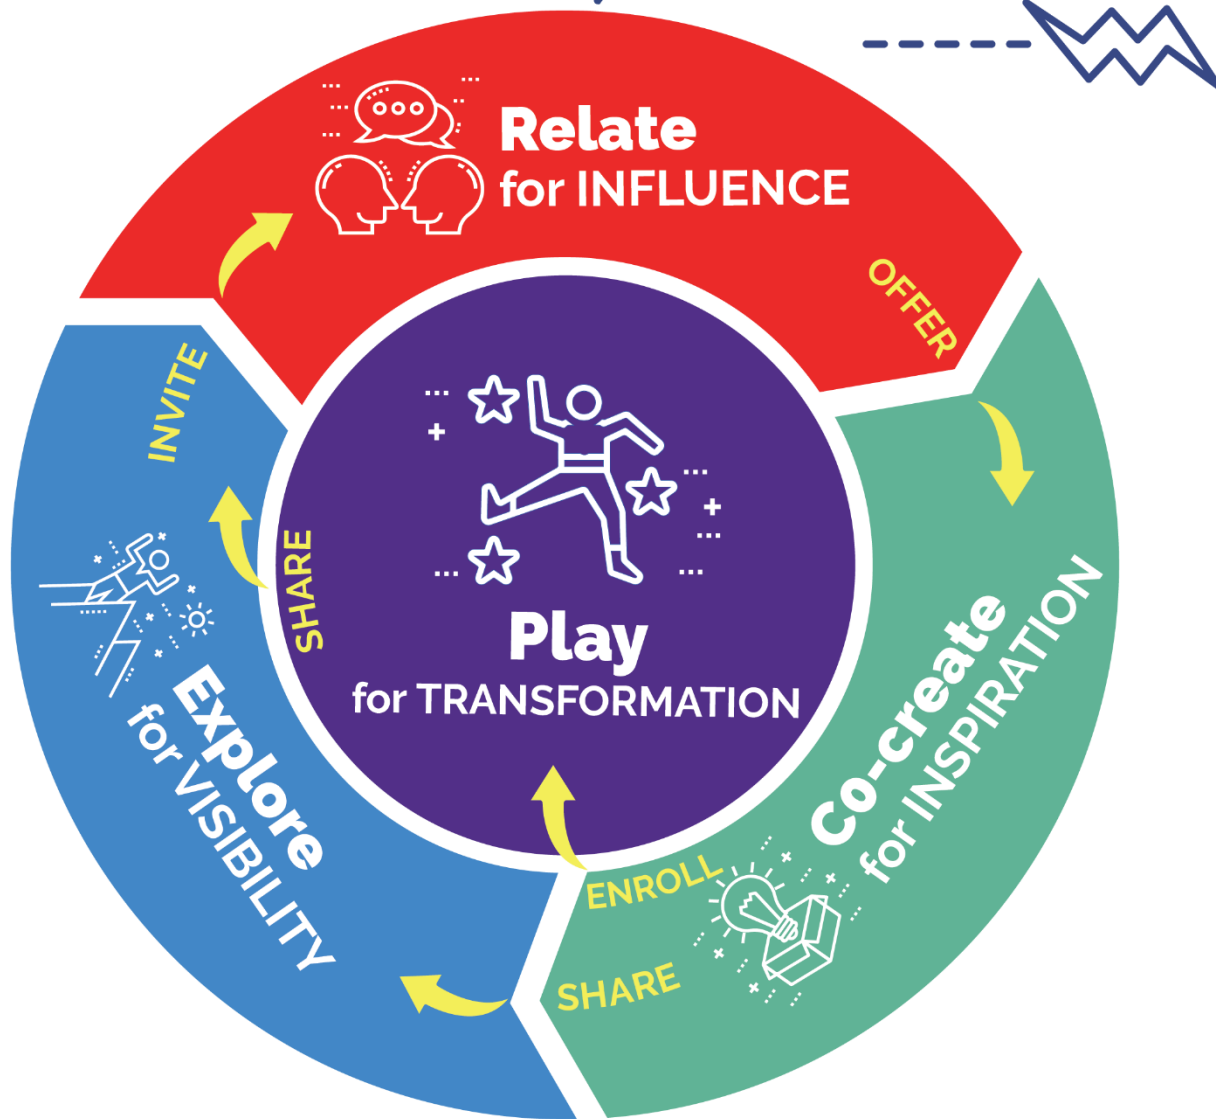 Relate
for INFLUENCE
OFFER
INVITE
SHARE
Play
for TRANSFORMATION
Explore
for VISIBILITY
Co-create
for INSPIRATION
ENROLL
SHARE